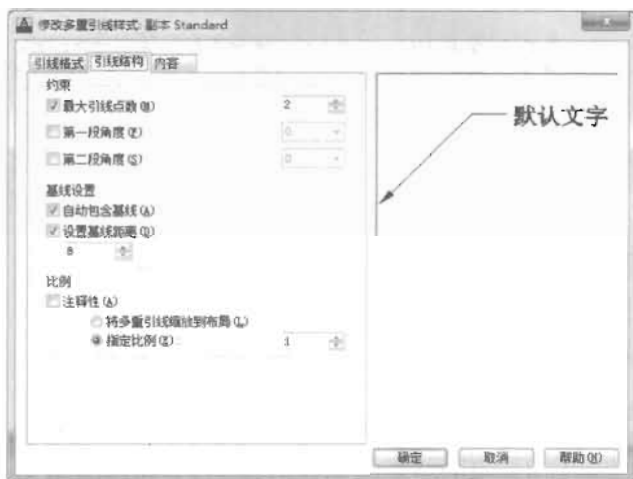 修改多重引线样式: 副本 Standard
引线格式 引线结构 内容
约束
最大引线点数(M) 2
第一段角度(F) 0
第二段角度(S) 0
基线设置
自动包含基线(A)
设置基线距离(D)
8
比例
注释性(A)
将多重引线缩放到布局(L)
指定比例(E): 1
默认文字
确定 取消 帮助(H)